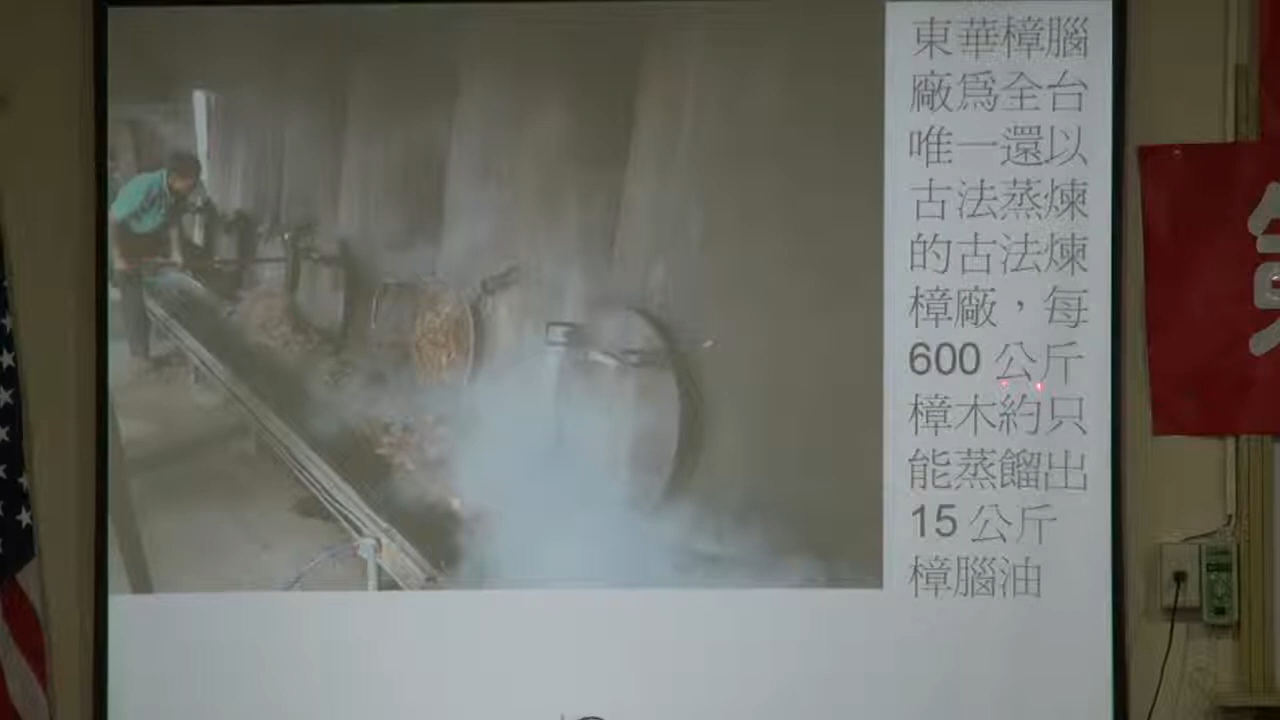 東華樟腦
廠為全台
唯一還以
古法蒸煉
的古法煉
樟廠，每
600 公斤
樟木約只
能蒸餾出
15 公斤
樟腦油